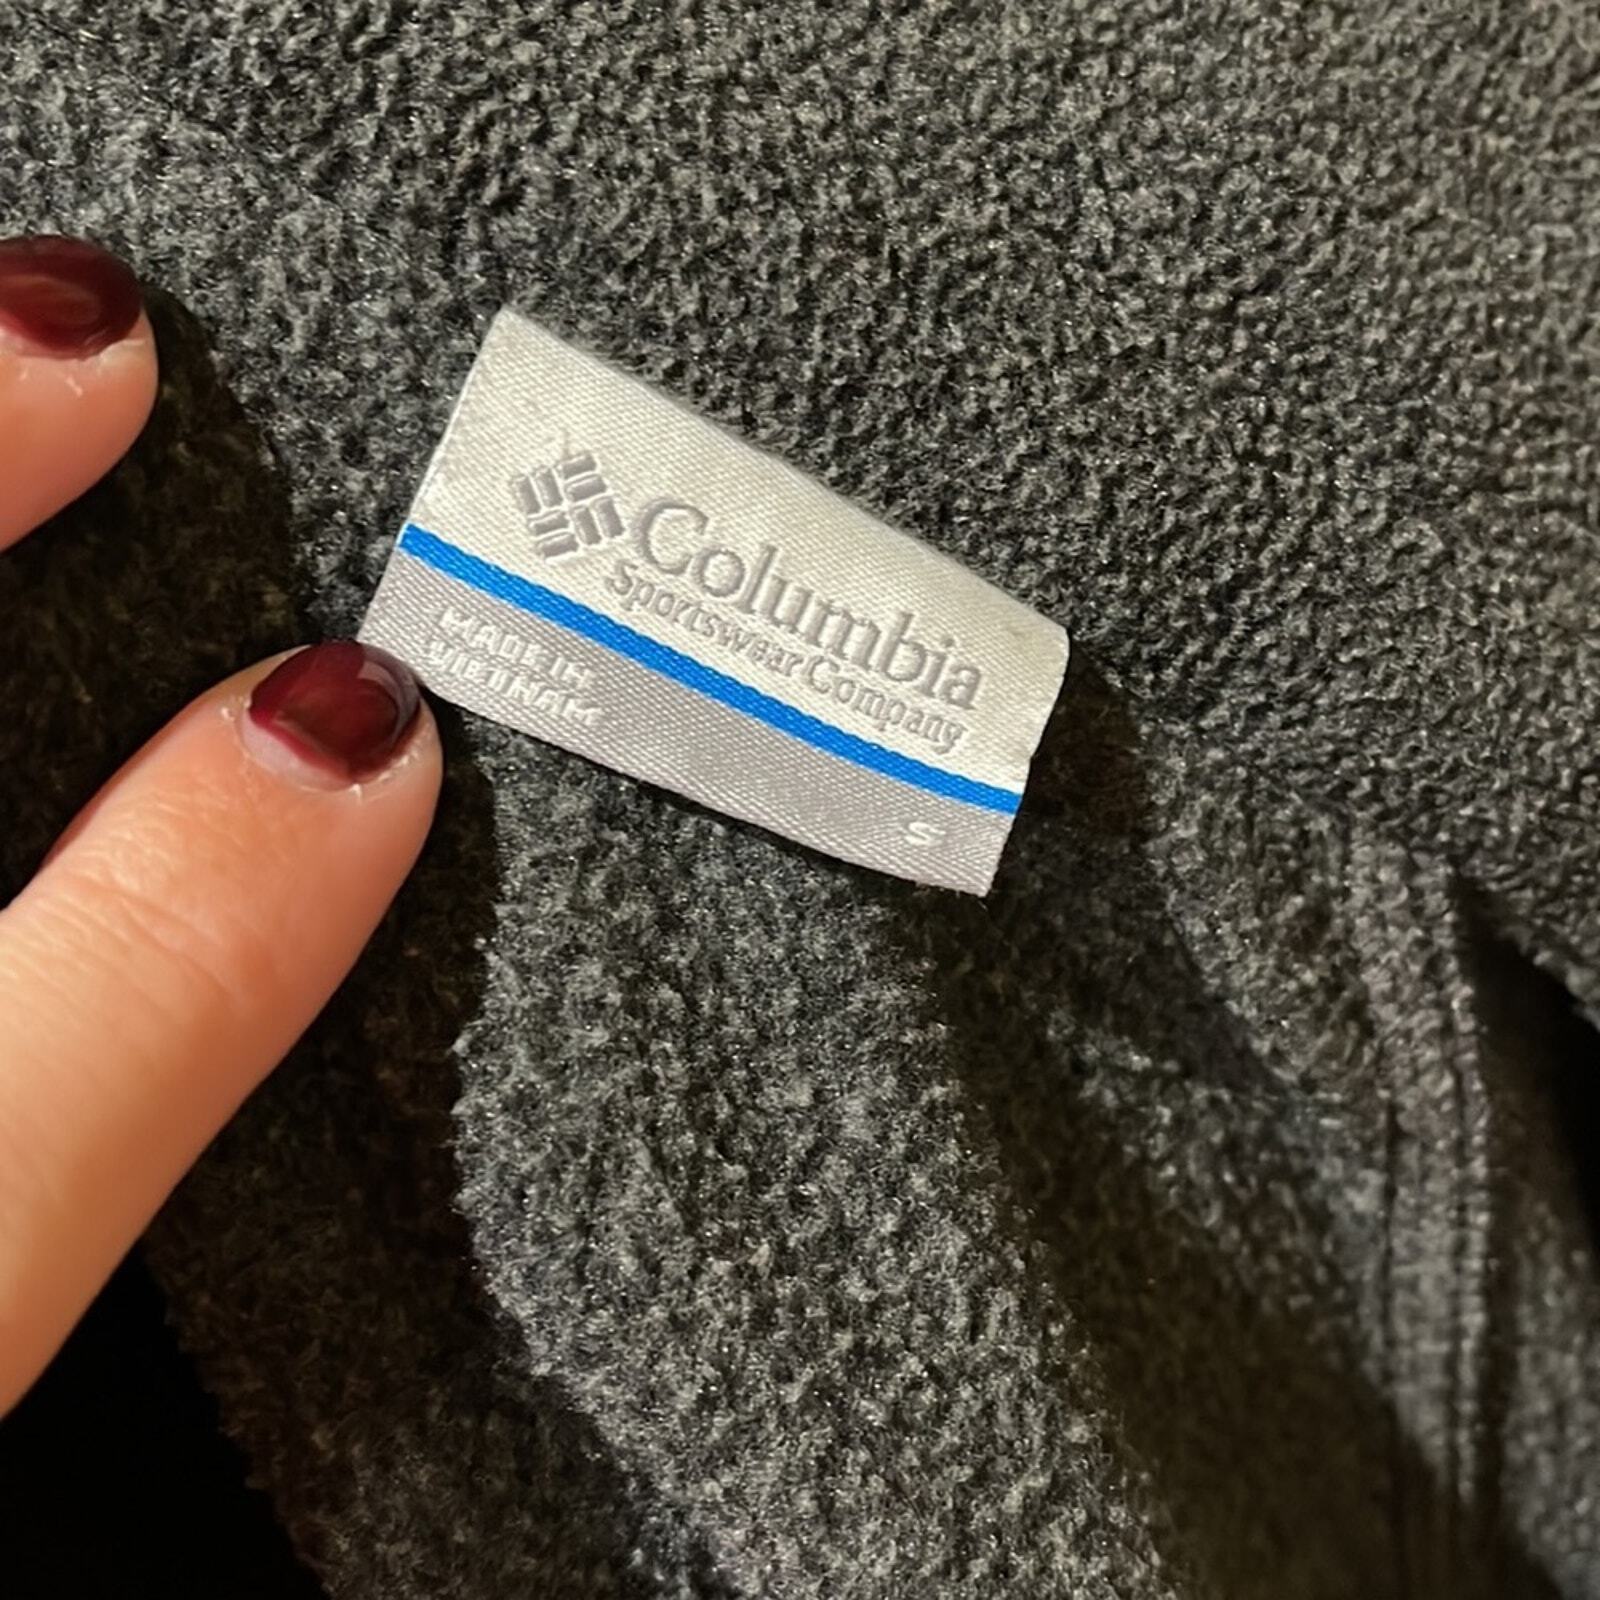 Columbia
Sportswear Company
MADE IN
VIETNAM
S